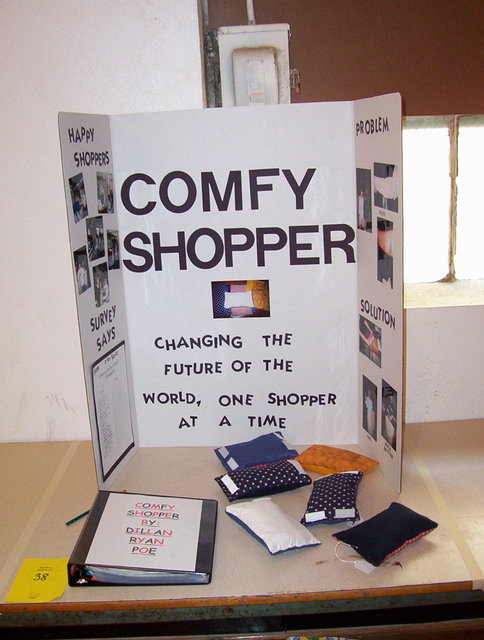 HAPPY
SHOPPERS
SURVEY
SAYS
COMFY
SHOPPER
CHANGING THE
FUTURE OF THE
WORLD, ONE SHOPPER
AT A TIME
PROBLEM
SOLUTION
COMFY
SHOPPER
BY:
DILLAN
RYAN
POE
38